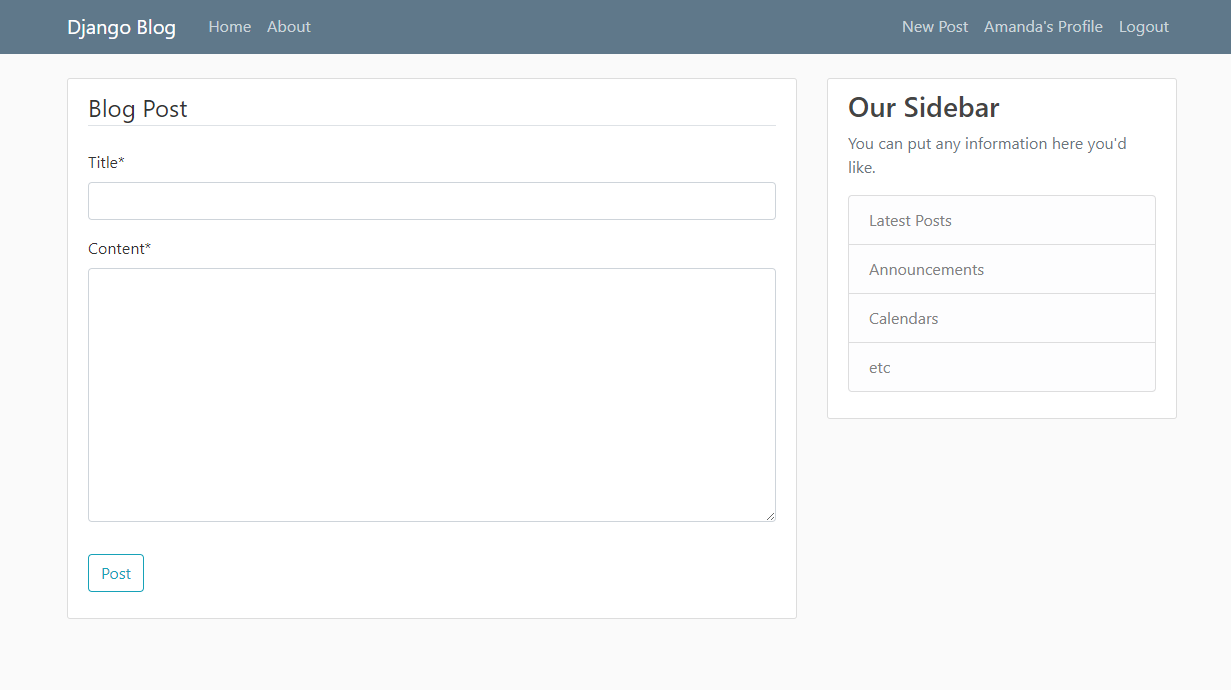 Django Blog Home About New Post Amanda's Profile Logout
Blog Post
Title*
Content*
Post
Our Sidebar
You can put any information here you'd
like.
Latest Posts
Announcements
Calendars
etc